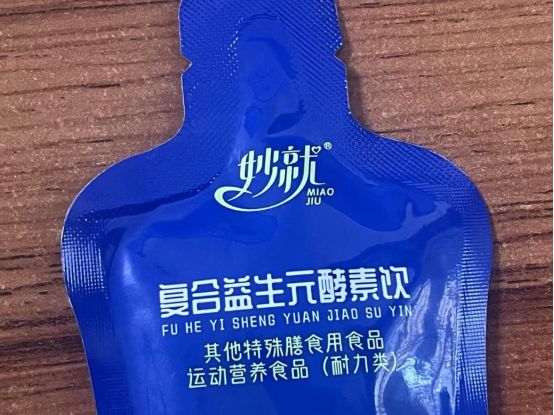 妙就®
MIAO
JIU
复合益生元酵素饮
FU HE YI SHENG YUAN JIAO SU YIN
其他特殊膳食用食品
运动营养食品（耐力类）